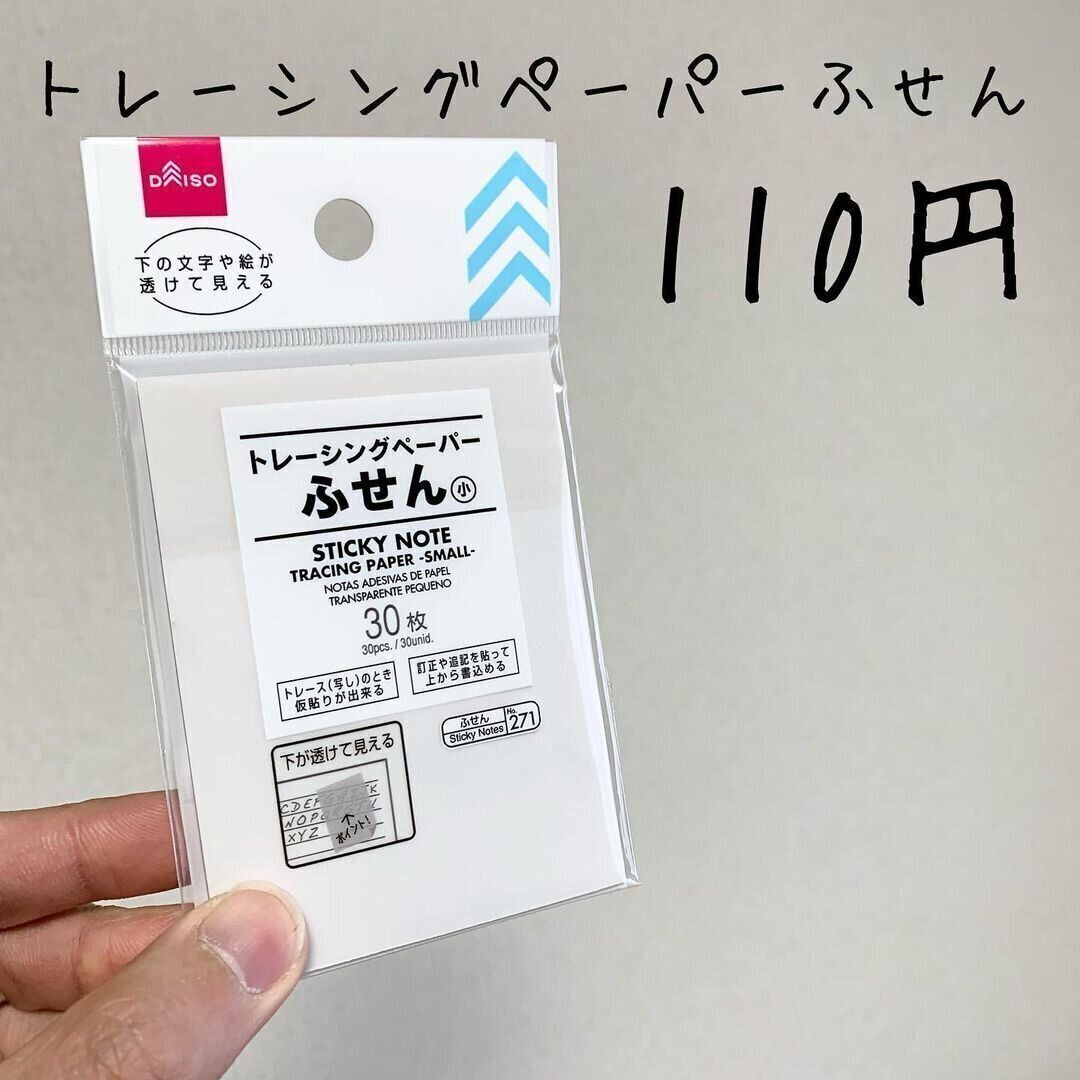 トレーシングペーパーふせん
110円
DAISO
下の文字や絵が
透けて見える
トレーシングペーパー
ふせん小
STICKY NOTE
TRACING PAPER -SMALL-
NOTAS ADESIVAS DE PAPEL
TRANSPARENTE PEQUENO
30枚
30pcs. / 30unid.
トレース(写し)のとき
仮貼りが出来る
訂正や追記を貼って
上から書込める
ふせん
Sticky Notes
No.
271
下が透けて見える
XYZ
↑
ポイント!